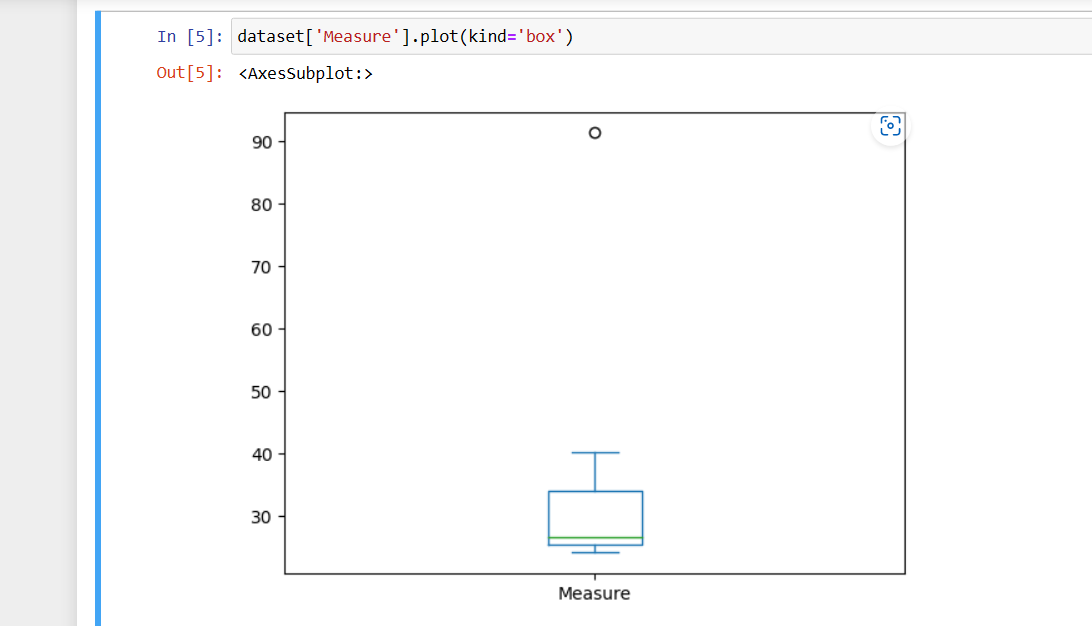 In [5]: dataset['Measure'].plot(kind='box')
Out[5]: <AxesSubplot:>
90
80
70
60
50
40
30
Measure